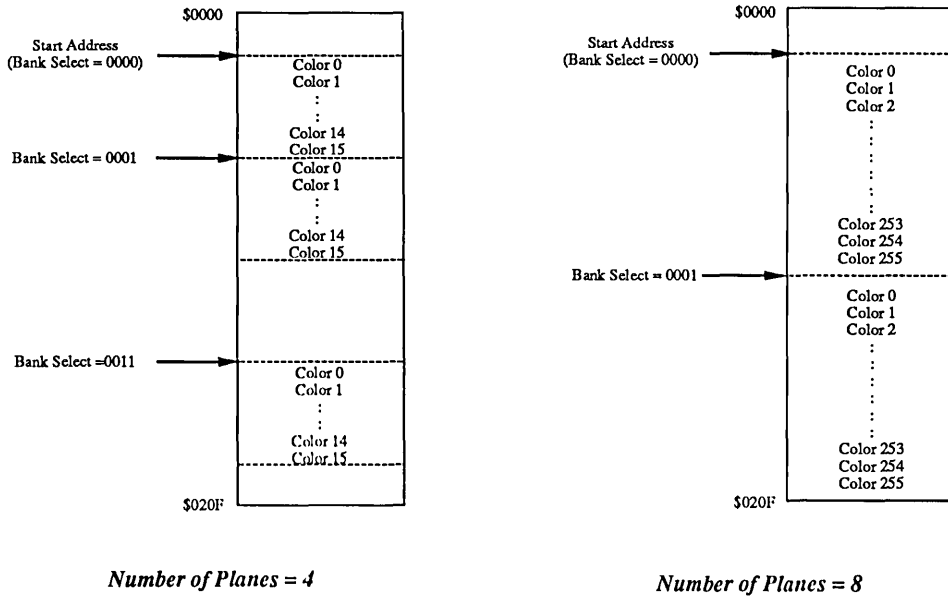 $0000
Start Address
(Bank Select = 0000)
Color 0
Color 1
Color 14
Color 15
Bank Select = 0001
Color 0
Color 1
Color 14
Color 15
Bank Select =0011
Color 0
Color 1
Color 14
Color 15
$020F
Number of Planes = 4
$0000
Start Address
(Bank Select = 0000)
Color 0
Color 1
Color 2
Color 253
Color 254
Color 255
Bank Select = 0001
Color 0
Color 1
Color 2
Color 253
Color 254
Color 255
$020F
Number of Planes = 8